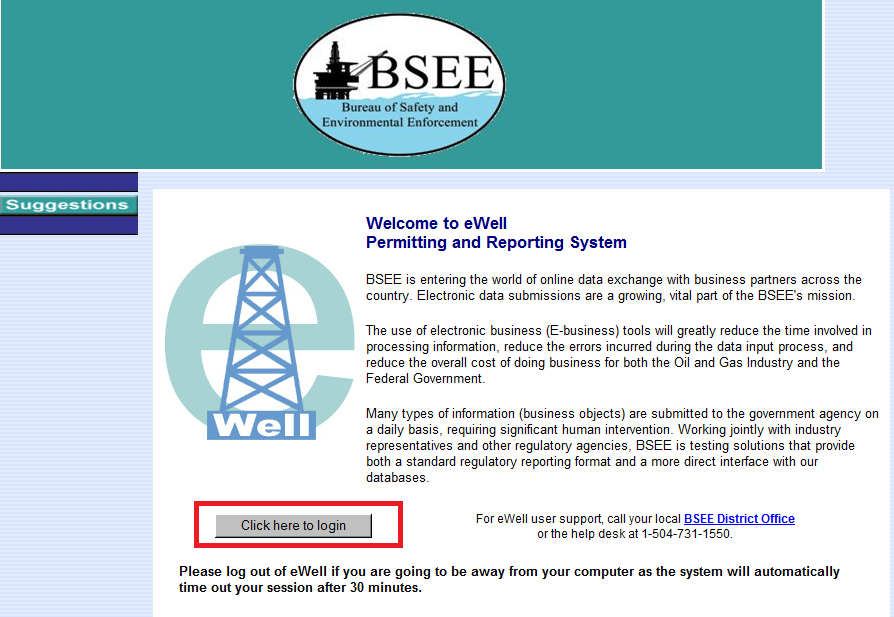 BSEE
Bureau of Safety and
Environmental Enforcement
Suggestions
Welcome to eWell
Permitting and Reporting System
BSEE is entering the world of online data exchange with business partners across the
country. Electronic data submissions are a growing, vital part of the BSEE's mission.
The use of electronic business (E-business) tools will greatly reduce the time involved in
processing information, reduce the errors incurred during the data input process, and
reduce the overall cost of doing business for both the Oil and Gas Industry and the
Federal Government.
Many types of information (business objects) are submitted to the government agency on
a daily basis, requiring significant human intervention. Working jointly with industry
representatives and other regulatory agencies, BSEE is testing solutions that provide
both a standard regulatory reporting format and a more direct interface with our
databases.
e
Well
Click here to login
For eWell user support, call your local BSEE District Office
or the help desk at 1-504-731-1550.
Please log out of eWell if you are going to be away from your computer as the system will automatically
time out your session after 30 minutes.